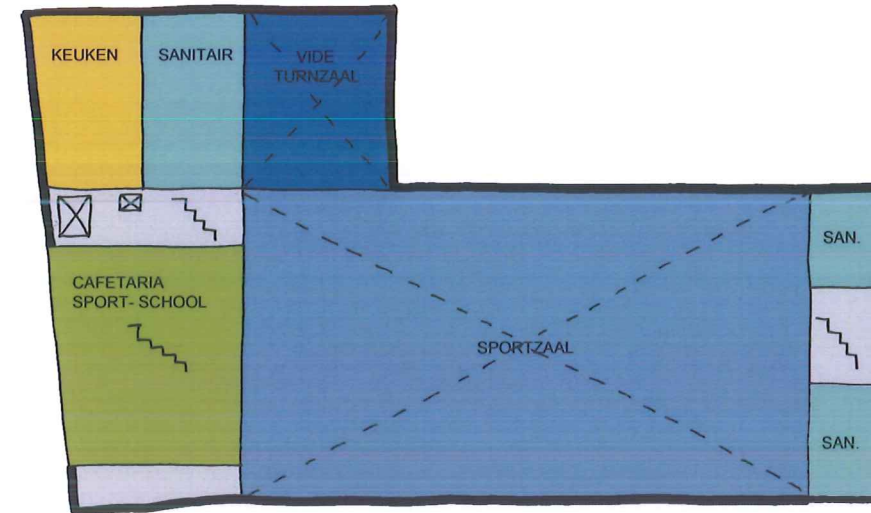 KEUKEN
SANITAIR
VIDE
TURNZAAL
SAN.
CAFETARIA
SPORT- SCHOOL
SPORTZAAL
SAN.